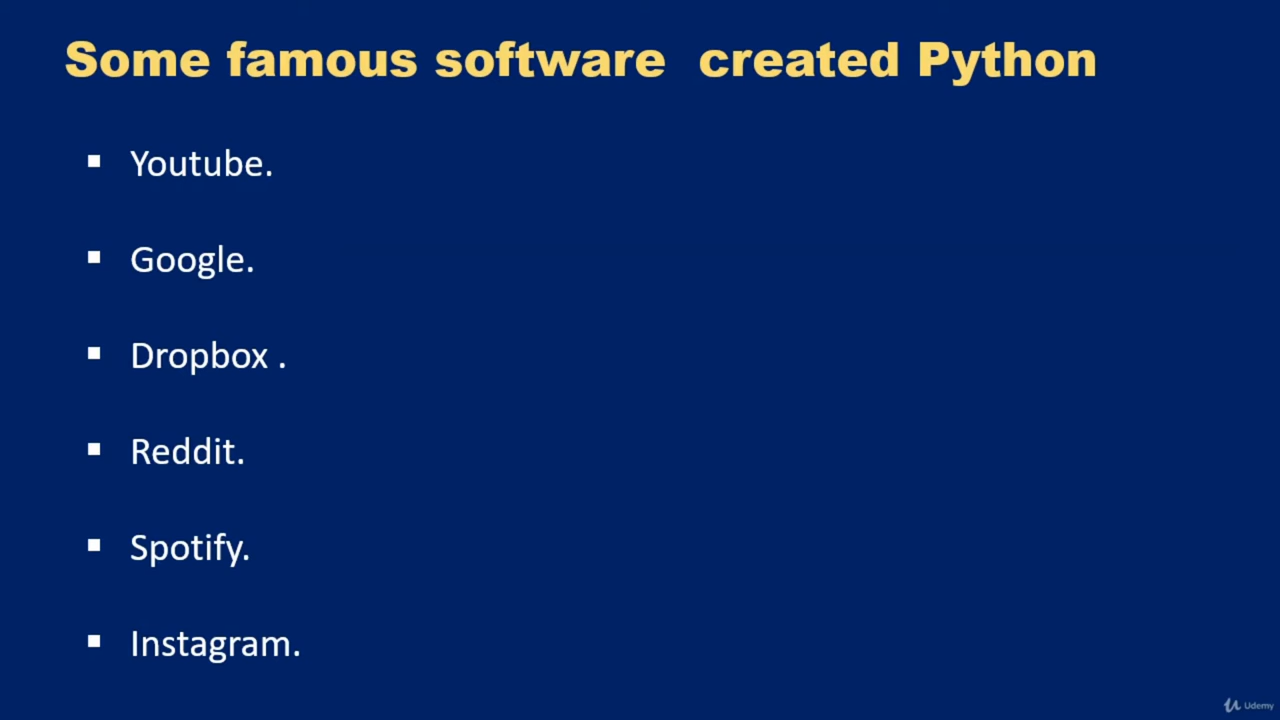 Some famous software  created Python
▪ Youtube.
▪ Google.
▪ Dropbox .
▪ Reddit.
▪ Spotify.
▪ Instagram.
Udemy